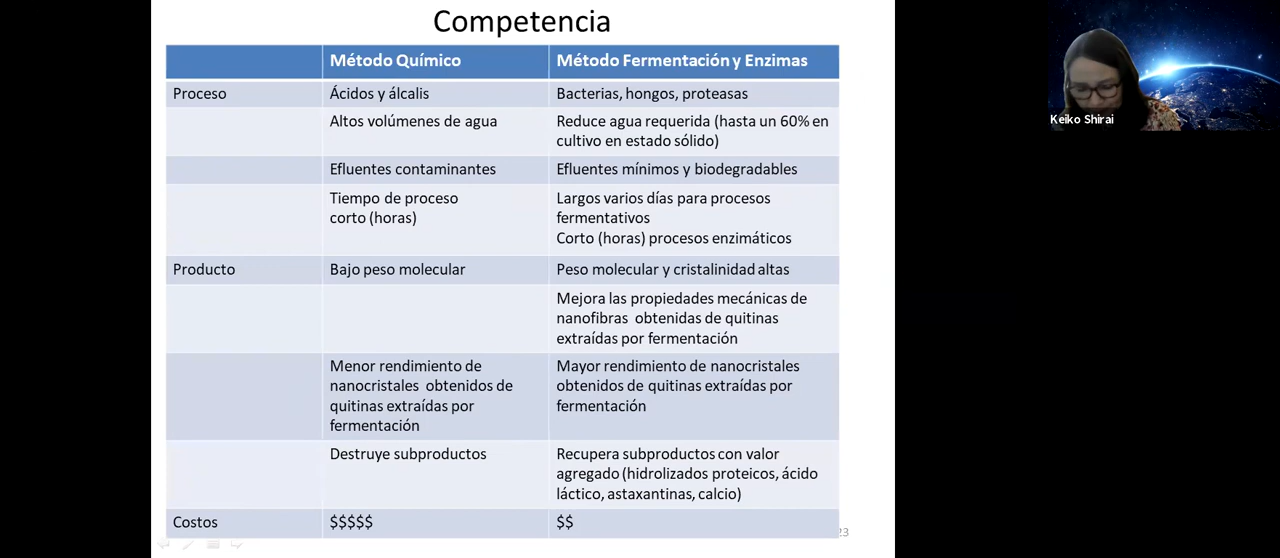 Competencia
Método Químico
Método Fermentación y Enzimas
Proceso
Ácidos y álcalis
Bacterias, hongos, proteasas
Altos volúmenes de agua
Reduce agua requerida (hasta un 60% en
cultivo en estado sólido)
Efluentes contaminantes
Efluentes mínimos y biodegradables
Tiempo de proceso
corto (horas)
Largos varios días para procesos
fermentativos
Corto (horas) procesos enzimáticos
Producto
Bajo peso molecular
Peso molecular y cristalinidad altas
Mejora las propiedades mecánicas de
nanofibras obtenidas de quitinas
extraídas por fermentación
Menor rendimiento de
nanocristales obtenidos de
quitinas extraídas por
fermentación
Mayor rendimiento de nanocristales
obtenidos de quitinas extraídas por
fermentación
Destruye subproductos
Recupera subproductos con valor
agregado (hidrolizados proteicos, ácido
láctico, astaxantinas, calcio)
Costos
$$$$$
$$
23
Keiko Shirai